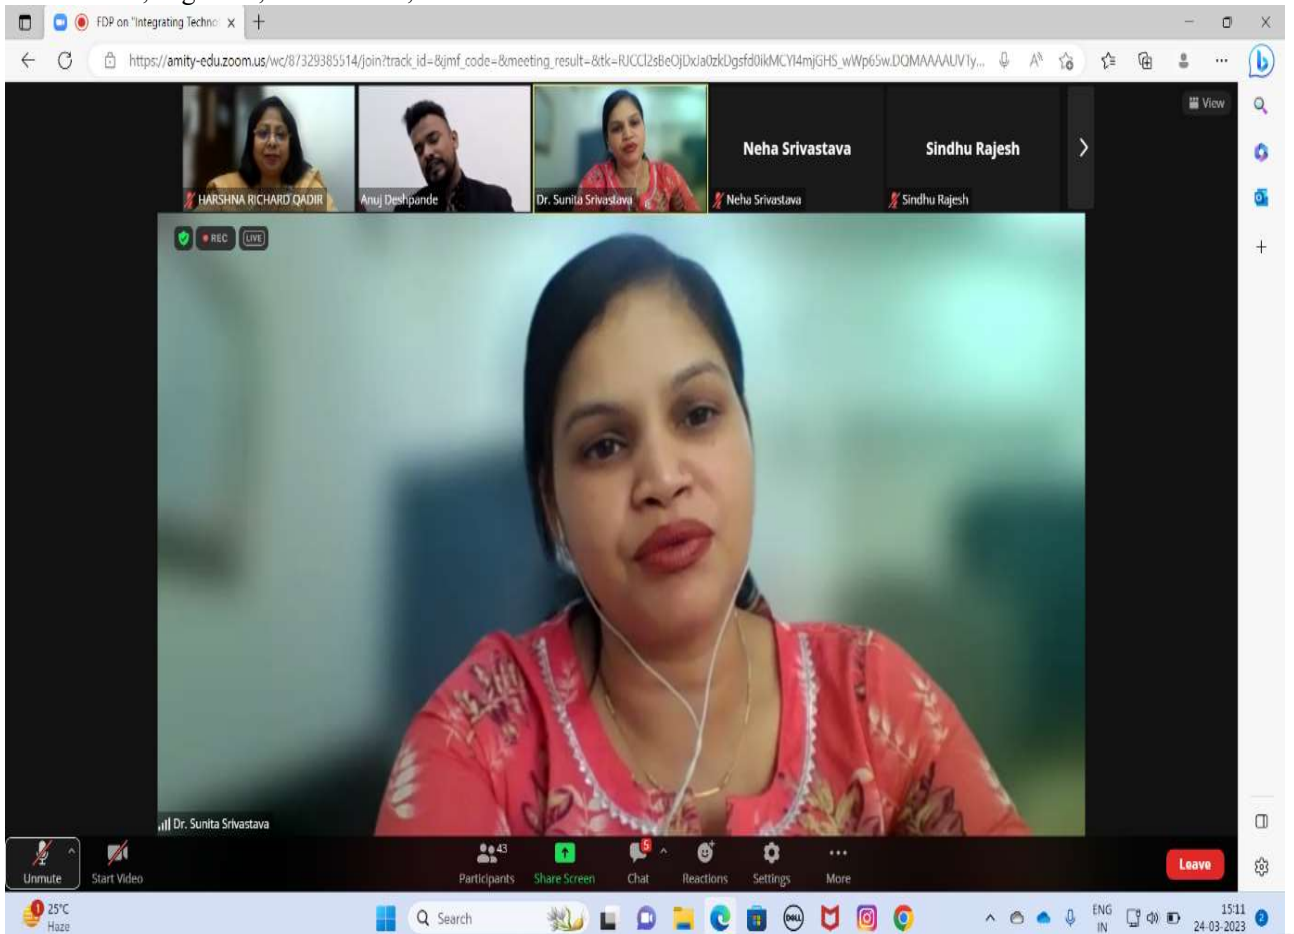 FDP on "Integrating Techno
https://amity-edu.zoom.us/wc/87329385514/join?track_id=&jmf_code=&meeting_result=&tk=
View
Neha Srivastava
Sindhu Rajesh
HARSHNA RICHARD QADIR
Anuj Deshpande
Dr. Sunita Srivastava
Neha Srivastava
Sindhu Rajesh
REC
LIVE
Dr. Sunita Srivastava
43
5
Unmute
Start Video
Participants
Share Screen
Chat
Reactions
Settings
More
Leave
1
25°C
Haze
Search
DELL
ENG
IN
15:11
24-03-2023
2